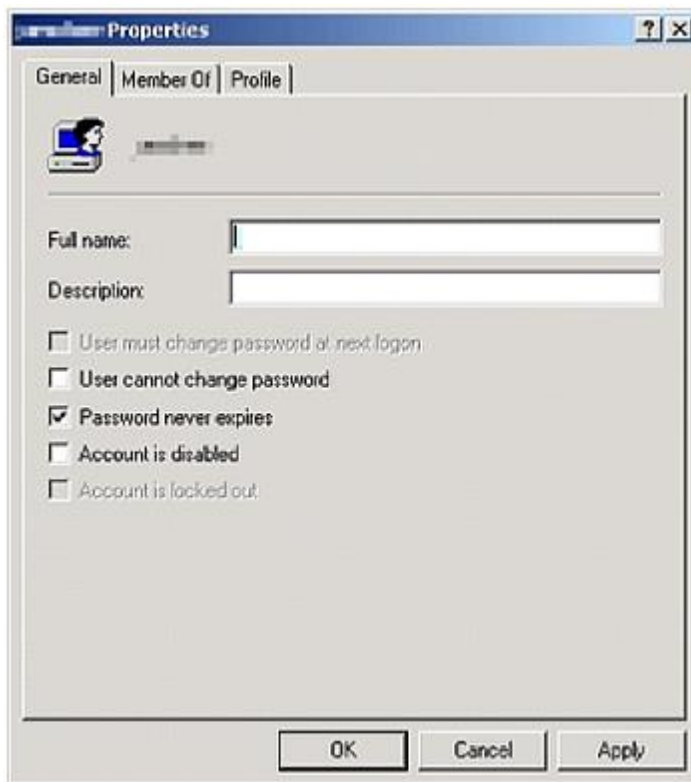 Properties
General Member Of Profile
Full name:
Description:
User must change password at next logon
User cannot change password
Password never expires
Account is disabled
Account is locked out
OK Cancel Apply